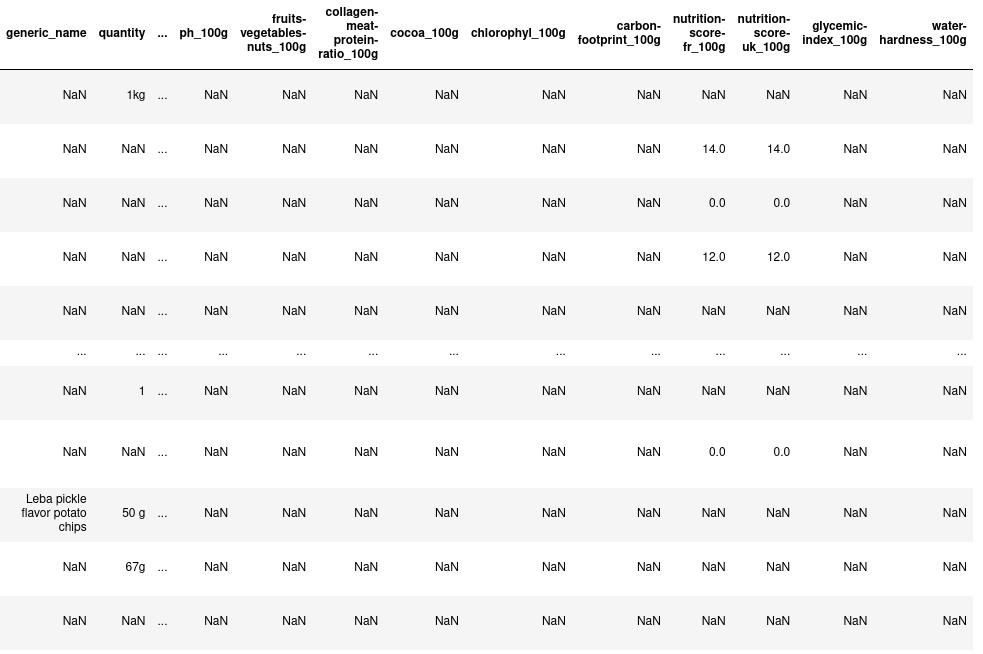 generic_name quantity ... ph_100g fruits-vegetables-nuts_100g collagen-meat-protein-ratio_100g cocoa_100g chlorophyl_100g carbon-footprint_100g nutrition-score-fr_100g nutrition-score-uk_100g glycemic-index_100g water-hardness_100g
NaN 1kg ... NaN NaN NaN NaN NaN NaN NaN NaN NaN NaN
NaN NaN ... NaN NaN NaN NaN NaN NaN 14.0 14.0 NaN NaN
NaN NaN ... NaN NaN NaN NaN NaN NaN 0.0 0.0 NaN NaN
NaN NaN ... NaN NaN NaN NaN NaN NaN 12.0 12.0 NaN NaN
NaN NaN ... NaN NaN NaN NaN NaN NaN NaN NaN NaN NaN
... ... ... ... ... ... ... ... ... ... ... ... ...
NaN 1 ... NaN NaN NaN NaN NaN NaN NaN NaN NaN NaN
NaN NaN ... NaN NaN NaN NaN NaN NaN 0.0 0.0 NaN NaN
Leba pickle flavor potato chips 50 g ... NaN NaN NaN NaN NaN NaN NaN NaN NaN NaN
NaN 67g ... NaN NaN NaN NaN NaN NaN NaN NaN NaN NaN
NaN NaN ... NaN NaN NaN NaN NaN NaN NaN NaN NaN NaN